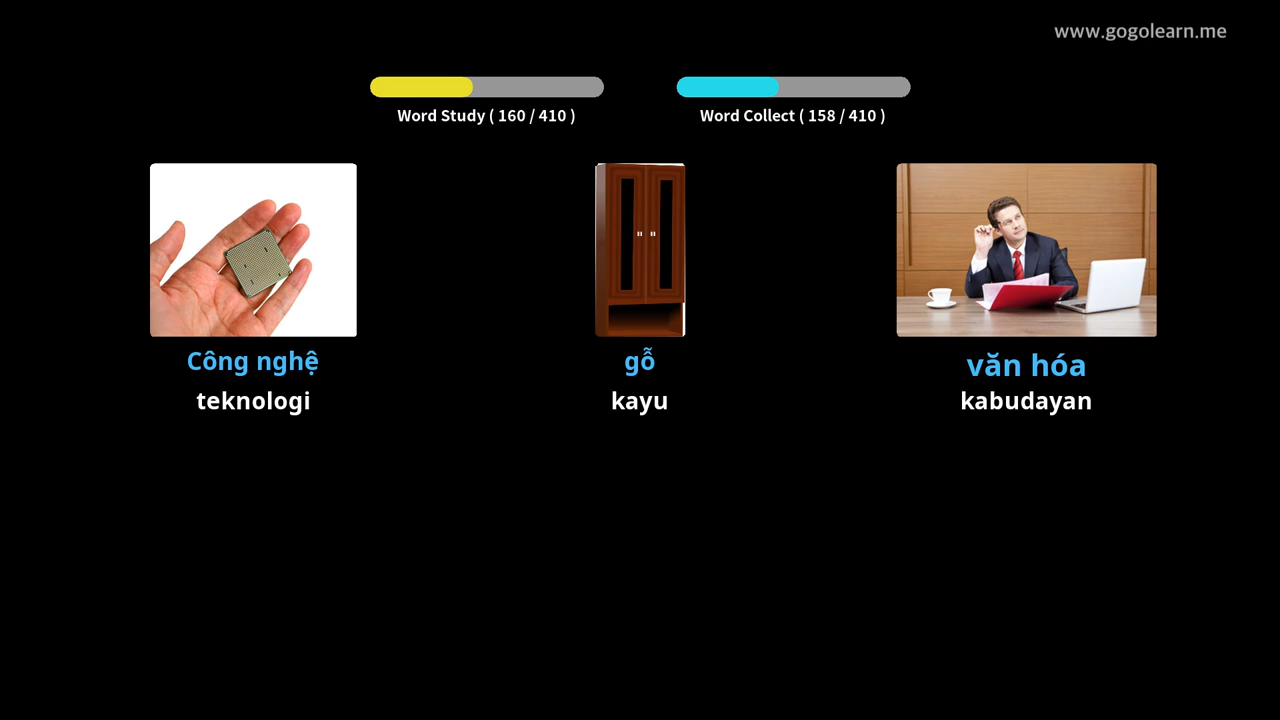 www.gogolearn.me
Word Study ( 160 / 410 )
Word Collect ( 158 / 410 )
Công nghệ
teknologi
gỗ
kayu
văn hóa
kabudayan